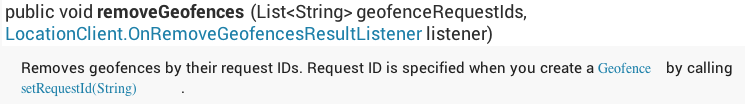 public void removeGeofences (List<String> geofenceRequestIds,
LocationClient.OnRemoveGeofencesResultListener listener)
Removes geofences by their request IDs. Request ID is specified when you create a Geofence by calling
setRequestId(String) .